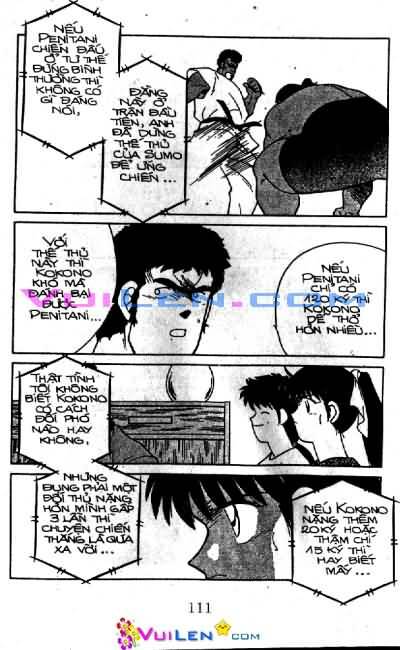 NẾU
PENITANI
CHIẾN ĐẤU
Ở TƯ THẾ
ĐỨNG BÌNH
THƯỜNG THÌ
KHÔNG CÓ
GÌ ĐÁNG
NÓI,
ĐẰNG
NÀY Ở
TRẬN ĐẤU
TIÊN, ANH
ĐÃ DÙNG
THẾ THỦ
CỦA SUMO
ĐỂ ỨNG
CHIẾN...
NẾU
PENITANI
CHỈ CÓ
120 KÝ THÌ
KOKONO
DỄ THỞ
HƠN NHIỀU...
VỚI
THẾ THỦ
NÀY THÌ
KOKONO
KHÓ MÀ
ĐÁNH BẠI
ĐƯỢC
PENITANI...
VUILEN.COM
THẬT TÌNH
TÔI KHÔNG
BIẾT KOKONO
CÓ CÁCH
ĐỐI PHÓ
NÀO HAY
KHÔNG,
NHƯNG
ĐỤNG PHẢI MỘT
ĐỐI THỦ NẶNG
HƠN MÌNH GẤP
3 LẦN THÌ
CHUYỆN CHIẾN
THẮNG LÀ QUÁ
XA VỜI...
NẾU KOKONO
NẶNG THÊM
20 KÝ HOẶC
THẬM CHÍ
15 KÝ THÌ
HAY BIẾT
MẤY...
111
VUILEN.COM